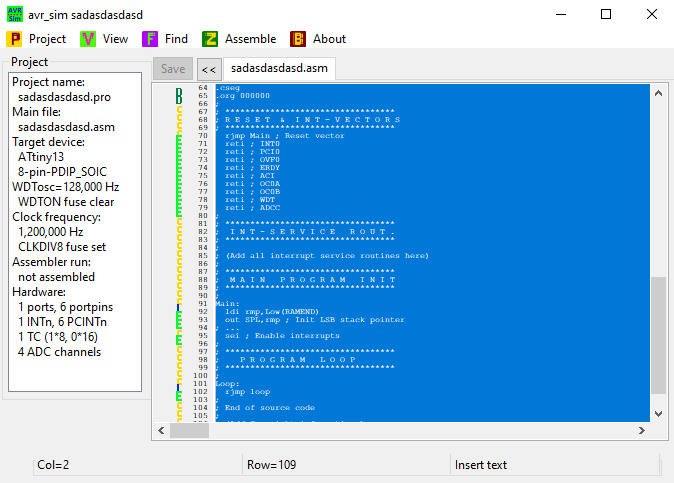 AVR Sim avr_sim sadasdasdasd
P Project V View F Find Z Assemble B About
Project
Project name:
sadasdasdasd.pro
Main file:
sadasdasdasd.asm
Target device:
ATtiny13
8-pin-PDIP_SOIC
WDTosc=128,000 Hz
WDTON fuse clear
Clock frequency:
1,200,000 Hz
CLKDIV8 fuse set
Assembler run:
not assembled
Hardware:
1 ports, 6 portpins
1 INTn, 6 PCINTn
1 TC (1*8, 0*16)
4 ADC channels
Save << sadasdasdasd.asm
64 .cseg
65 .org 000000
66 ;
67 ; **********************************
68 ; R E S E T & I N T - V E C T O R S
69 ; **********************************
70 rjmp Main ; Reset vector
71 reti ; INT0
72 reti ; PCI0
73 reti ; OVF0
74 reti ; ERDY
75 reti ; ACI
76 reti ; OC0A
77 reti ; OC0B
78 reti ; WDT
79 reti ; ADCC
80 ;
81 ; **********************************
82 ; I N T - S E R V I C E R O U T .
83 ; **********************************
84 ;
85 ; (Add all interrupt service routines here)
86 ;
87 ; **********************************
88 ; M A I N P R O G R A M I N I T
89 ; **********************************
90 ;
91 Main:
92 ldi rmp,Low(RAMEND)
93 out SPL,rmp ; Init LSB stack pointer
94 ; ...
95 sei ; Enable interrupts
96 ;
97 ; **********************************
98 ; P R O G R A M L O O P
99 ; **********************************
100 ;
101 Loop:
102 rjmp loop
103 ;
104 ; End of source code
105 ;
Col=2 Row=109 Insert text